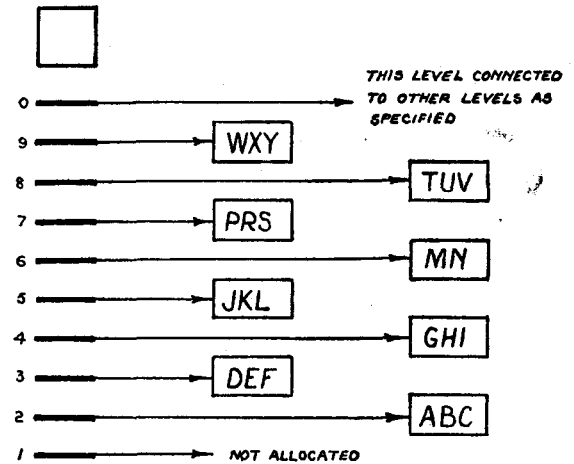 THIS LEVEL CONNECTED
TO OTHER LEVELS AS
SPECIFIED
0
9 WXY
8 TUV
7 PRS
6 MN
5 JKL
4 GHI
3 DEF
2 ABC
1 NOT ALLOCATED